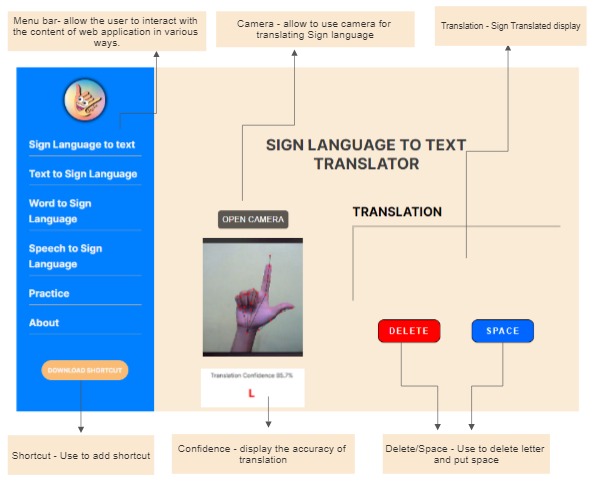 Menu bar- allow the user to interact with
the content of web application in various
ways.
Camera - allow to use camera for
translating Sign language
Translation - Sign Translated display
Sign Language to text
Text to Sign Language
Word to Sign
Language
Speech to Sign
Language
Practice
About
DOWNLOAD SHORTCUT
SIGN LANGUAGE TO TEXT
TRANSLATOR
OPEN CAMERA
TRANSLATION
Translation Confidence 85.7%
L
DELETE
SPACE
Shortcut - Use to add shortcut
Confidence - display the accuracy of
translation
Delete/Space - Use to delete letter
and put space